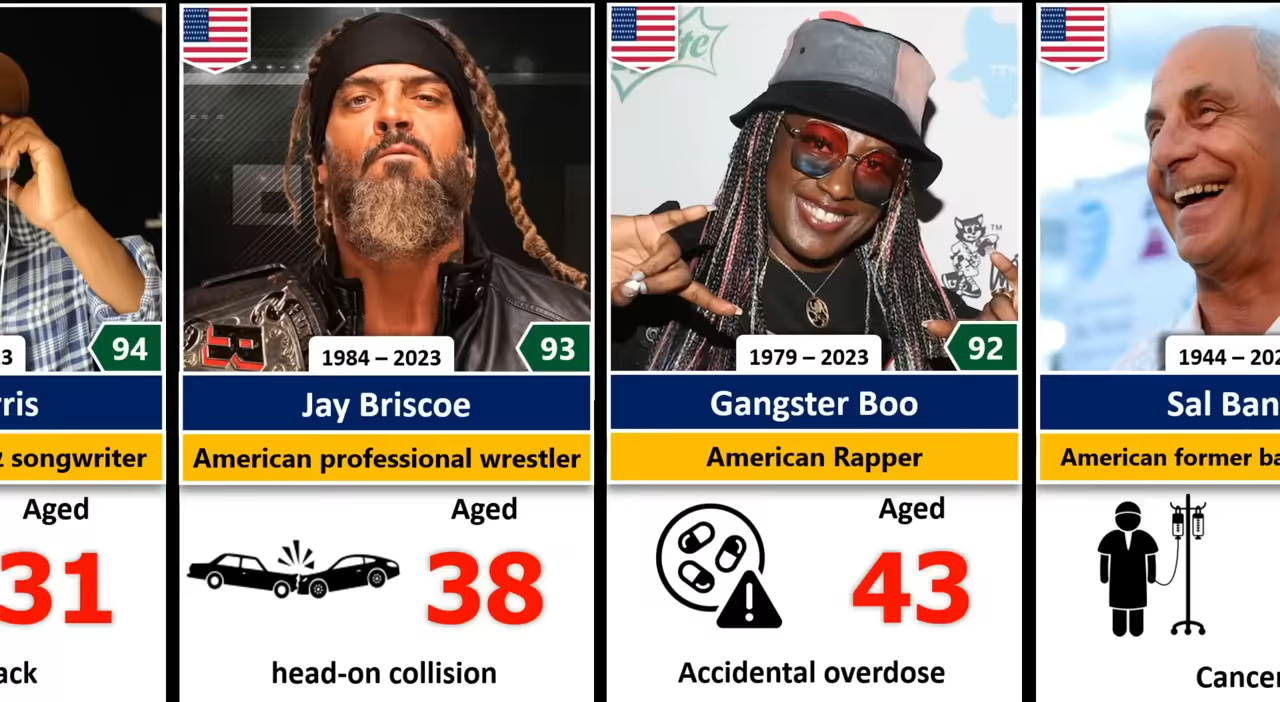 3
94
rris
z songwriter
Aged
31
ack
1984 – 2023
93
Jay Briscoe
American professional wrestler
Aged
38
head-on collision
TM
1979 – 2023
92
Gangster Boo
American Rapper
Aged
43
Accidental overdose
1944 – 202
Sal Ban
American former ba
Cancer